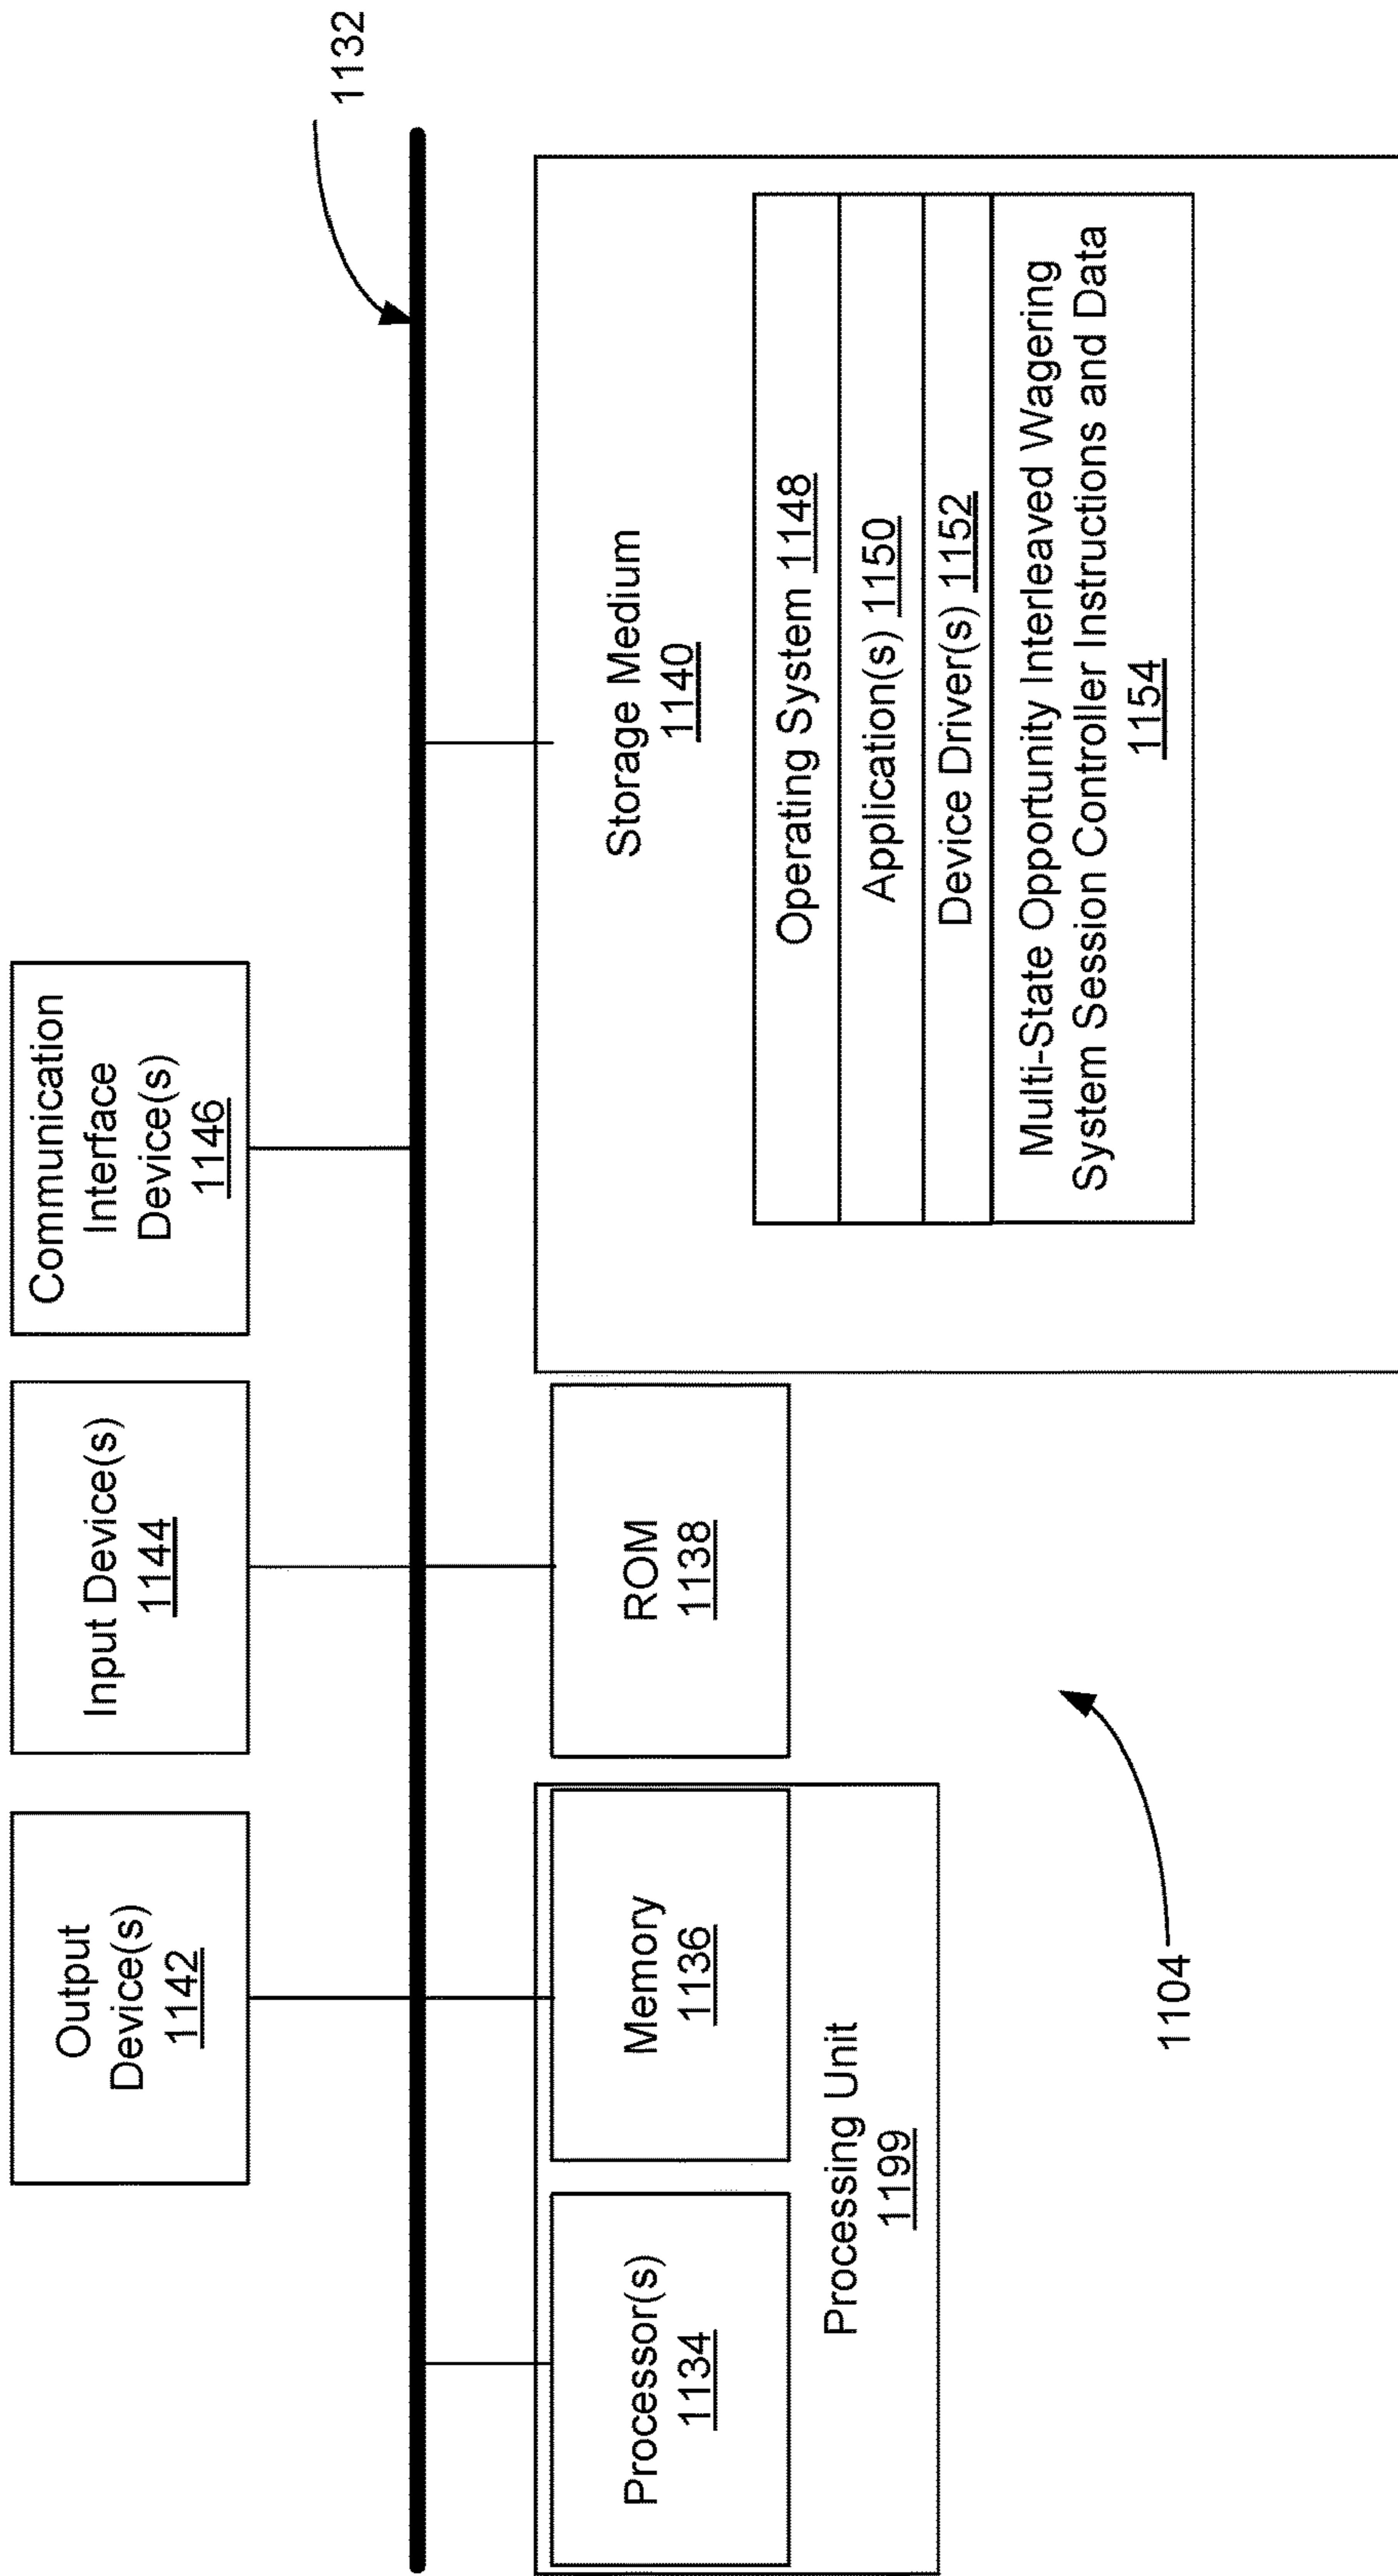 Output
Device(s)
1142
Input Device(s)
1144
Communication
Interface
Device(s)
1146
1132
Processor(s)
1134
Memory
1136
Processing Unit
1199
ROM
1138
Storage Medium
1140
Operating System 1148
Application(s) 1150
Device Driver(s) 1152
Multi-State Opportunity Interleaved Wagering
System Session Controller Instructions and Data
1154
1104